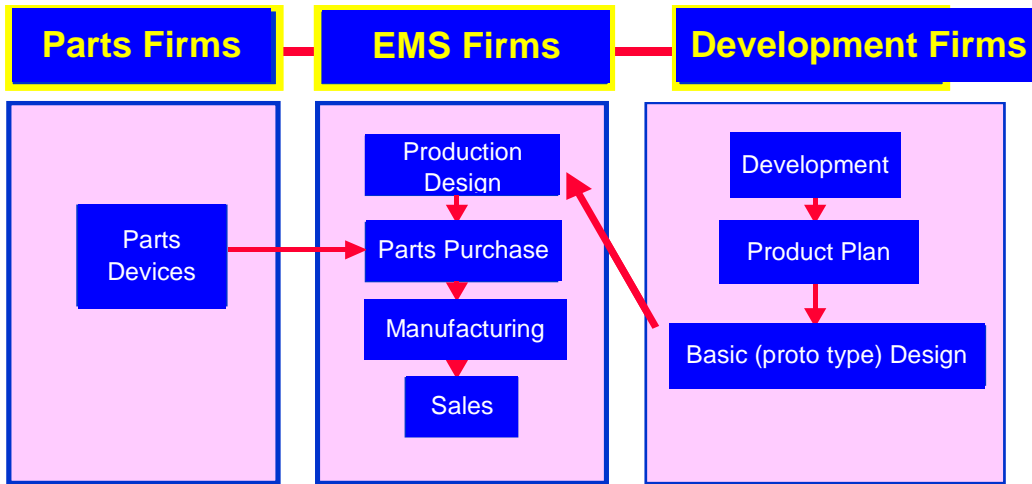 Parts Firms
EMS Firms
Development Firms
Parts
Devices
Production
Design
Parts Purchase
Manufacturing
Sales
Development
Product Plan
Basic (proto type) Design